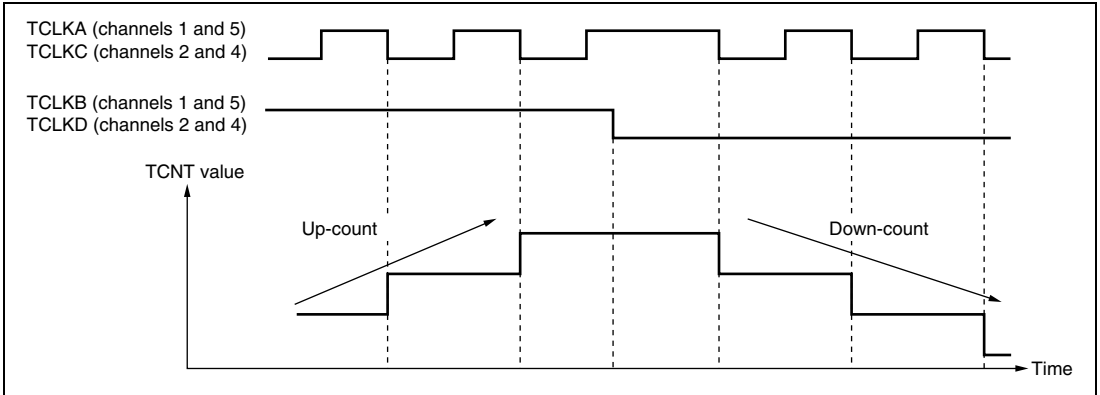 TCLKA (channels 1 and 5)
TCLKC (channels 2 and 4)
TCLKB (channels 1 and 5)
TCLKD (channels 2 and 4)
TCNT value
Up-count
Down-count
Time